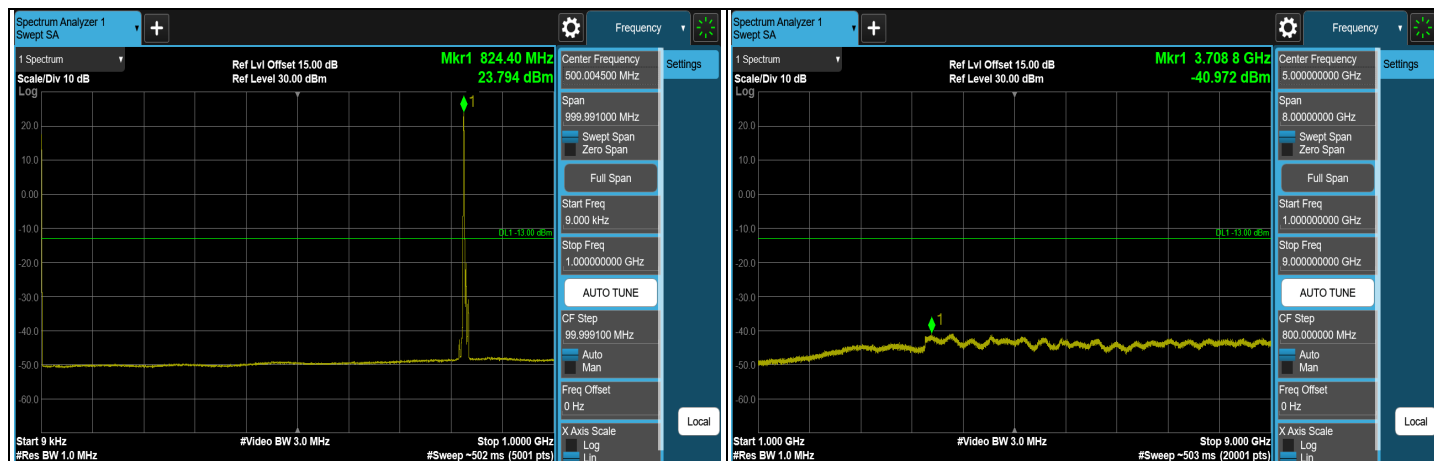 Spectrum Analyzer 1
Swept SA
+
Frequency
1 Spectrum
Scale/Div 10 dB
Log
Ref Lvl Offset 15.00 dB
Ref Level 30.00 dBm
Mkr1 824.40 MHz
23.794 dBm
1
20.0
10.0
0.00
-10.0
-20.0
-30.0
-40.0
-50.0
-60.0
DL1 -13.00 dBm
Start 9 kHz
#Res BW 1.0 MHz
#Video BW 3.0 MHz
Stop 1.0000 GHz
#Sweep ~502 ms (5001 pts)
Center Frequency
500.004500 MHz
Span
999.991000 MHz
Swept Span
Zero Span
Full Span
Start Freq
9.000 kHz
Stop Freq
1.000000000 GHz
AUTO TUNE
CF Step
99.999100 MHz
Auto
Man
Freq Offset
0 Hz
X Axis Scale
Log
Lin
Settings
Local
Spectrum Analyzer 1
Swept SA
+
Frequency
1 Spectrum
Scale/Div 10 dB
Log
Ref Lvl Offset 15.00 dB
Ref Level 30.00 dBm
Mkr1 3.708 8 GHz
-40.972 dBm
1
20.0
10.0
0.00
-10.0
-20.0
-30.0
-40.0
-50.0
-60.0
DL1 -13.00 dBm
Start 1.000 GHz
#Res BW 1.0 MHz
#Video BW 3.0 MHz
Stop 9.000 GHz
#Sweep ~503 ms (20001 pts)
Center Frequency
5.000000000 GHz
Span
8.00000000 GHz
Swept Span
Zero Span
Full Span
Start Freq
1.000000000 GHz
Stop Freq
9.000000000 GHz
AUTO TUNE
CF Step
800.000000 MHz
Auto
Man
Freq Offset
0 Hz
X Axis Scale
Log
Lin
Settings
Local